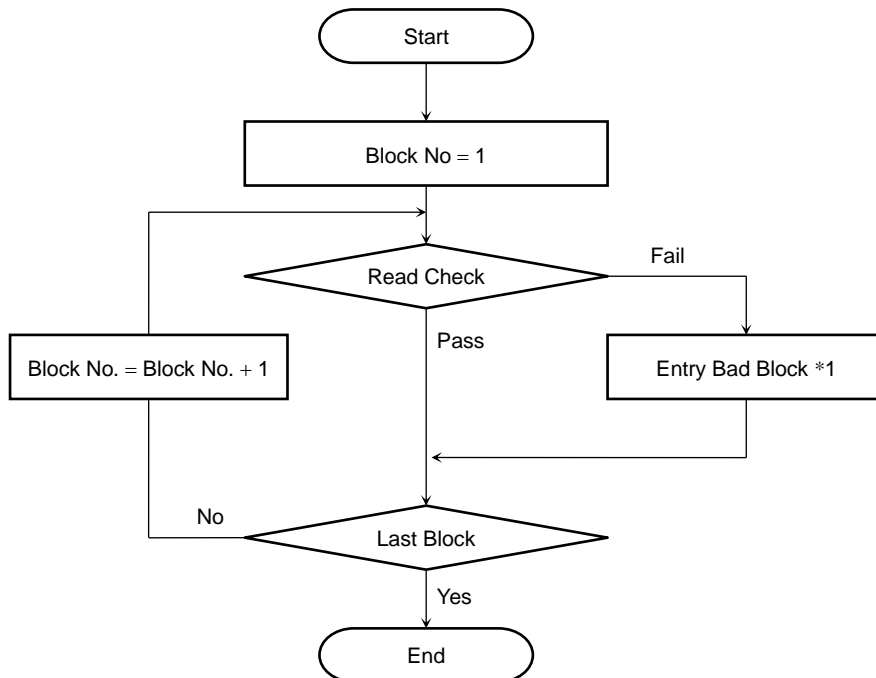 Start
Block No = 1
Read Check
Fail
Pass
Block No. = Block No. + 1
Entry Bad Block *1
No
Last Block
Yes
End